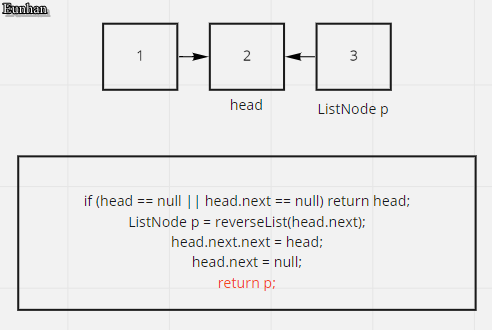 Eunhan
1 2 3
head
ListNode p
if (head == null || head.next == null) return head;
ListNode p = reverseList(head.next);
head.next.next = head;
head.next = null;
return p;